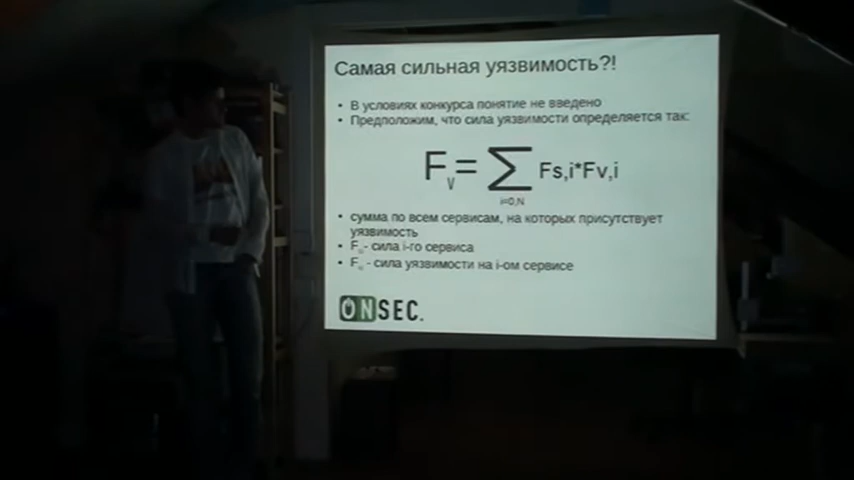 Самая сильная уязвимость?!
• В условиях конкурса понятие не введено
• Предположим, что сила уязвимости определяется так:
F_V = ∑ Fs,i*Fv,i
i=0,N
• сумма по всем сервисам, на которых присутствует
уязвимость
• F - сила i-го сервиса
• F - сила уязвимости на i-ом сервисе
ONSEC.